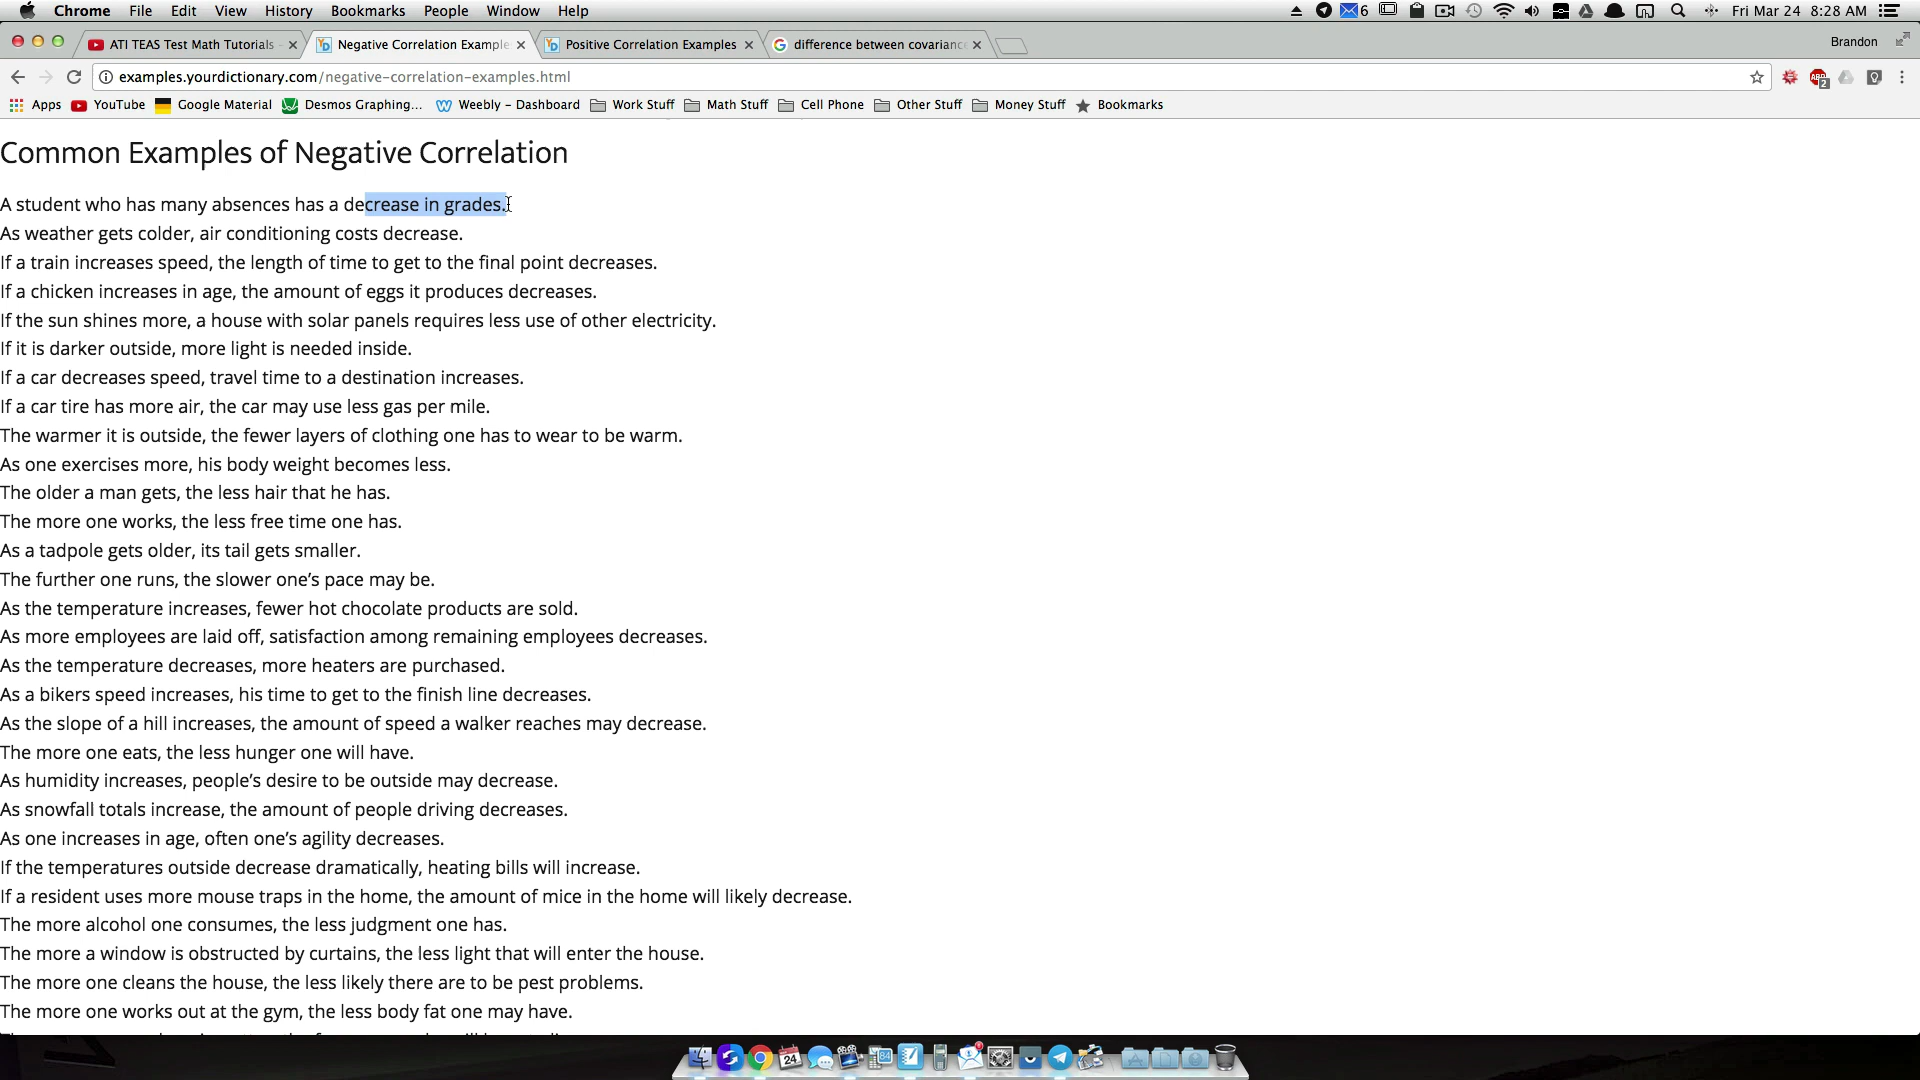 Chrome File Edit View History Bookmarks People Window Help 6 Fri Mar 24 8:28 AM
ATI TEAS Test Math Tutorials Negative Correlation Example Positive Correlation Examples difference between covarianc Brandon
examples.yourdictionary.com/negative-correlation-examples.html
Apps YouTube Google Material Desmos Graphing... Weebly - Dashboard Work Stuff Math Stuff Cell Phone Other Stuff Money Stuff Bookmarks
Common Examples of Negative Correlation
A student who has many absences has a decrease in grades.
As weather gets colder, air conditioning costs decrease.
If a train increases speed, the length of time to get to the final point decreases.
If a chicken increases in age, the amount of eggs it produces decreases.
If the sun shines more, a house with solar panels requires less use of other electricity.
If it is darker outside, more light is needed inside.
If a car decreases speed, travel time to a destination increases.
If a car tire has more air, the car may use less gas per mile.
The warmer it is outside, the fewer layers of clothing one has to wear to be warm.
As one exercises more, his body weight becomes less.
The older a man gets, the less hair that he has.
The more one works, the less free time one has.
As a tadpole gets older, its tail gets smaller.
The further one runs, the slower one's pace may be.
As the temperature increases, fewer hot chocolate products are sold.
As more employees are laid off, satisfaction among remaining employees decreases.
As the temperature decreases, more heaters are purchased.
As a bikers speed increases, his time to get to the finish line decreases.
As the slope of a hill increases, the amount of speed a walker reaches may decrease.
The more one eats, the less hunger one will have.
As humidity increases, people's desire to be outside may decrease.
As snowfall totals increase, the amount of people driving decreases.
As one increases in age, often one's agility decreases.
If the temperatures outside decrease dramatically, heating bills will increase.
If a resident uses more mouse traps in the home, the amount of mice in the home will likely decrease.
The more alcohol one consumes, the less judgment one has.
The more a window is obstructed by curtains, the less light that will enter the house.
The more one cleans the house, the less likely there are to be pest problems.
The more one works out at the gym, the less body fat one may have.